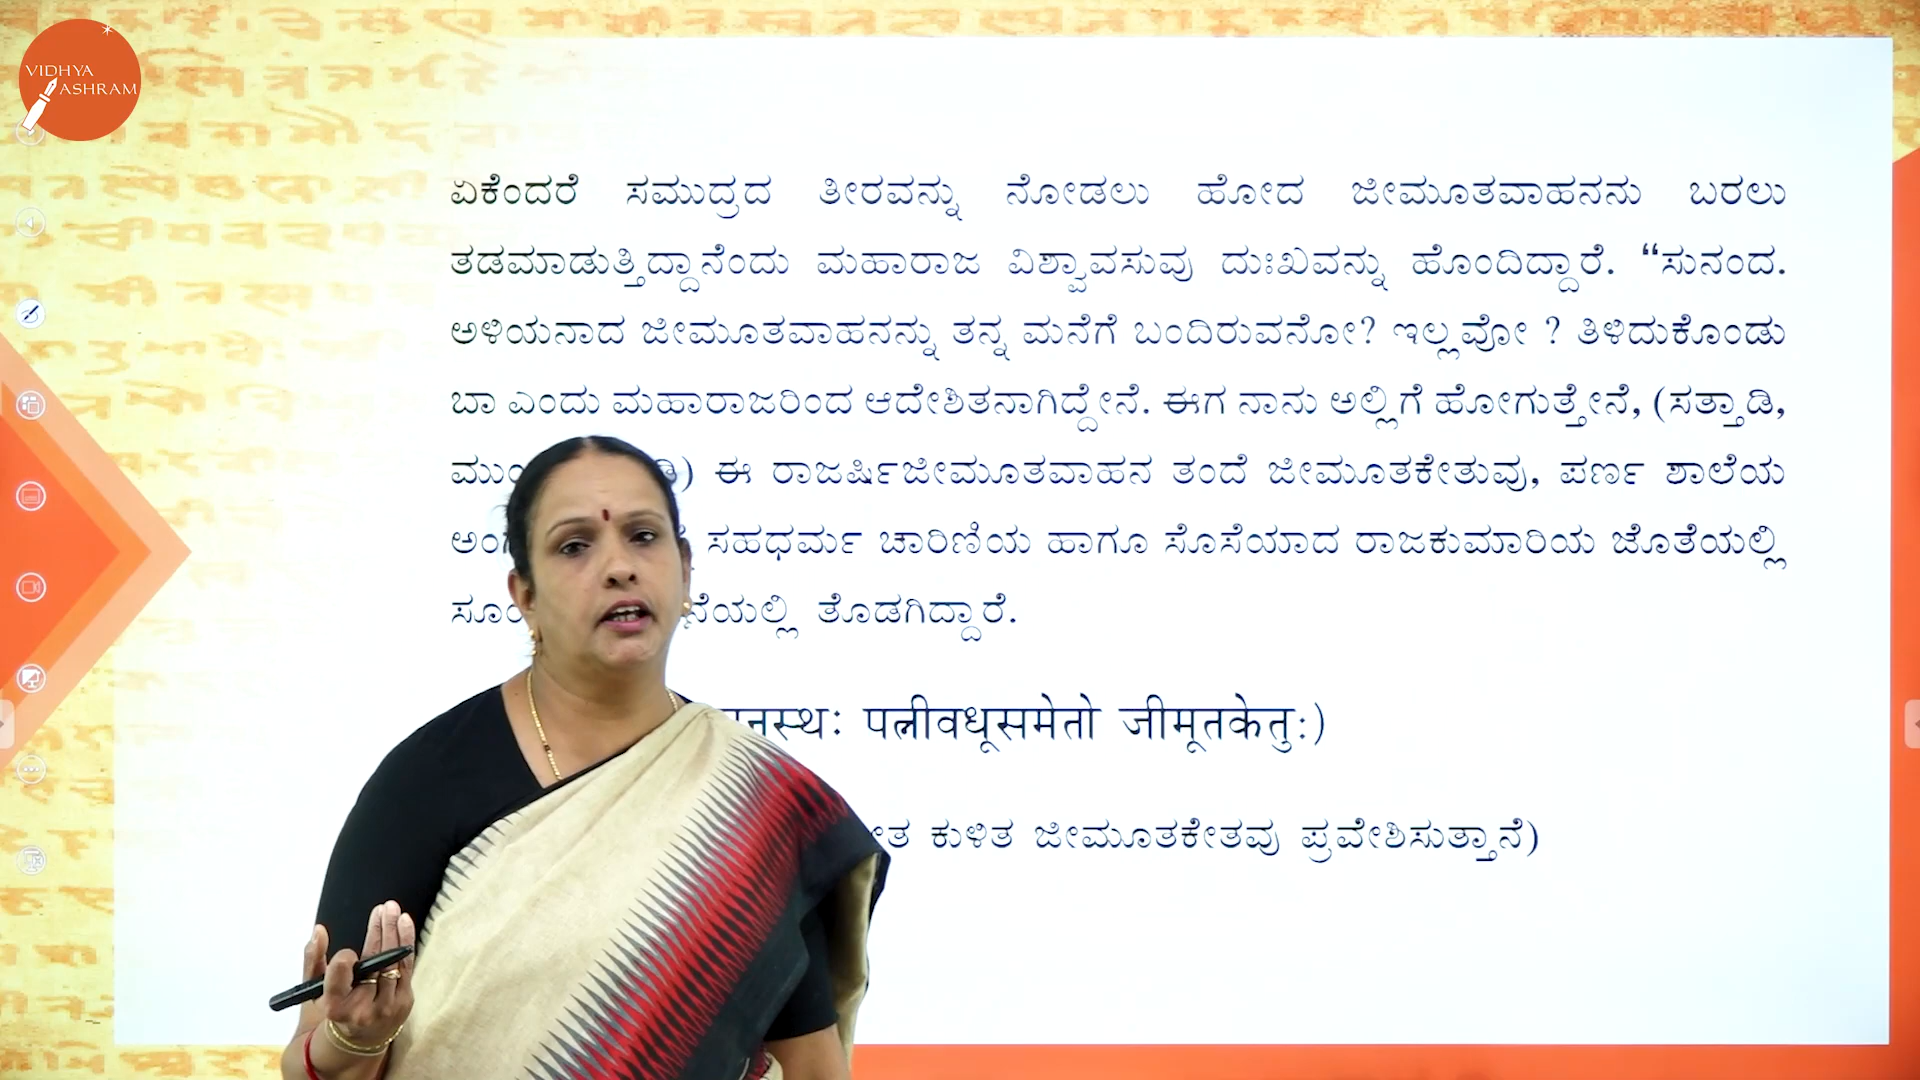 VIDHYA
ASHRAM
ಏಕೆಂದರೆ ಸಮುದ್ರದ ತೀರವನ್ನು ನೋಡಲು ಹೋದ ಜೀಮೂತವಾಹನನು ಬರಲು
ತಡಮಾಡುತ್ತಿದ್ದಾನೆಂದು ಮಹಾರಾಜ ವಿಶ್ವಾವಸುವು ದುಃಖವನ್ನು ಹೊಂದಿದ್ದಾರೆ. “ಸುನಂದ.
ಅಳಿಯನಾದ ಜೀಮೂತವಾಹನನ್ನು ತನ್ನ ಮನೆಗೆ ಬಂದಿರುವನೋ? ಇಲ್ಲವೋ ? ತಿಳಿದುಕೊಂಡು
ಬಾ ಎಂದು ಮಹಾರಾಜರಿಂದ ಆದೇಶಿತನಾಗಿದ್ದೇನೆ. ಈಗ ನಾನು ಅಲ್ಲಿಗೆ ಹೋಗುತ್ತೇನೆ, (ಸತ್ತಾಡಿ,
ಈ ರಾಜರ್ಷಿಜೀಮೂತವಾಹನ ತಂದೆ ಜೀಮೂತಕೇತುವು, ಪರ್ಣ ಶಾಲೆಯ
ಸಹಧರ್ಮ ಚಾರಿಣಿಯ ಹಾಗೂ ಸೊಸೆಯಾದ ರಾಜಕುಮಾರಿಯ ಜೊತೆಯಲ್ಲಿ
ತೊಡಗಿದ್ದಾರೆ.
पत्नीवधूसमेतो जीमूतकेतुः)
ಕುಳಿತ ಜೀಮೂತಕೇತವು ಪ್ರವೇಶಿಸುತ್ತಾನೆ)